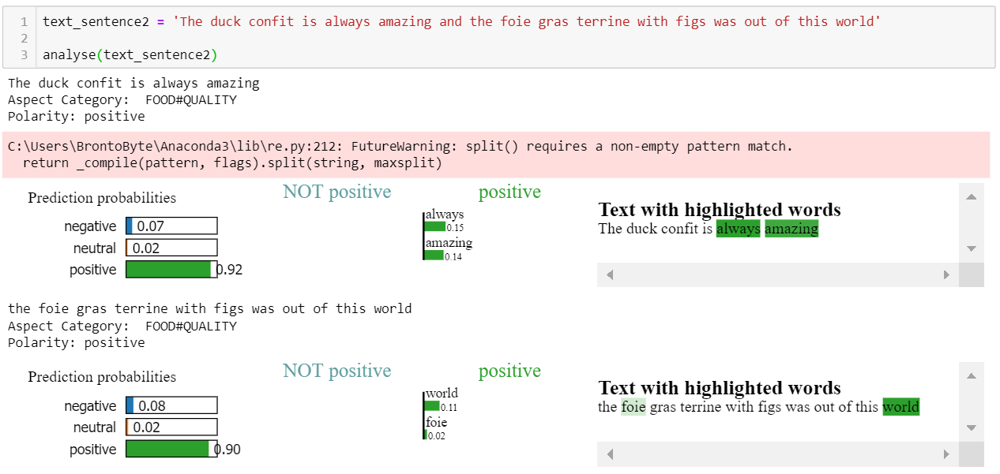 1 text_sentence2 = 'The duck confit is always amazing and the foie gras terrine with figs was out of this world'
2
3 analyse(text_sentence2)
The duck confit is always amazing
Aspect Category:  FOOD#QUALITY
Polarity: positive
C:\Users\BrontoByte\Anaconda3\lib\re.py:212: FutureWarning: split() requires a non-empty pattern match.
  return _compile(pattern, flags).split(string, maxsplit)
Prediction probabilities
negative 0.07
neutral 0.02
positive 0.92
NOT positive positive
always
0.15
amazing
0.14
Text with highlighted words
The duck confit is always amazing
the foie gras terrine with figs was out of this world
Aspect Category:  FOOD#QUALITY
Polarity: positive
Prediction probabilities
negative 0.08
neutral 0.02
positive 0.90
NOT positive positive
world
0.11
foie
0.02
Text with highlighted words
the foie gras terrine with figs was out of this world